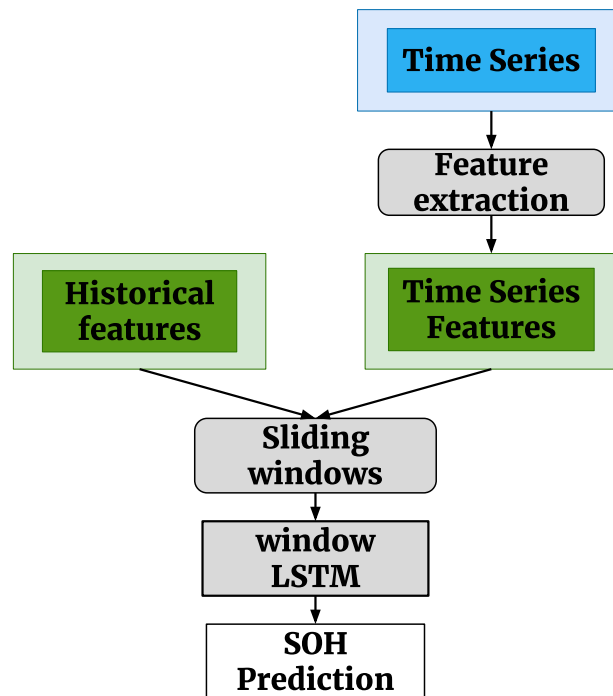 Time Series
Feature
extraction
Historical
features
Time Series
Features
Sliding
windows
window
LSTM
SOH
Prediction